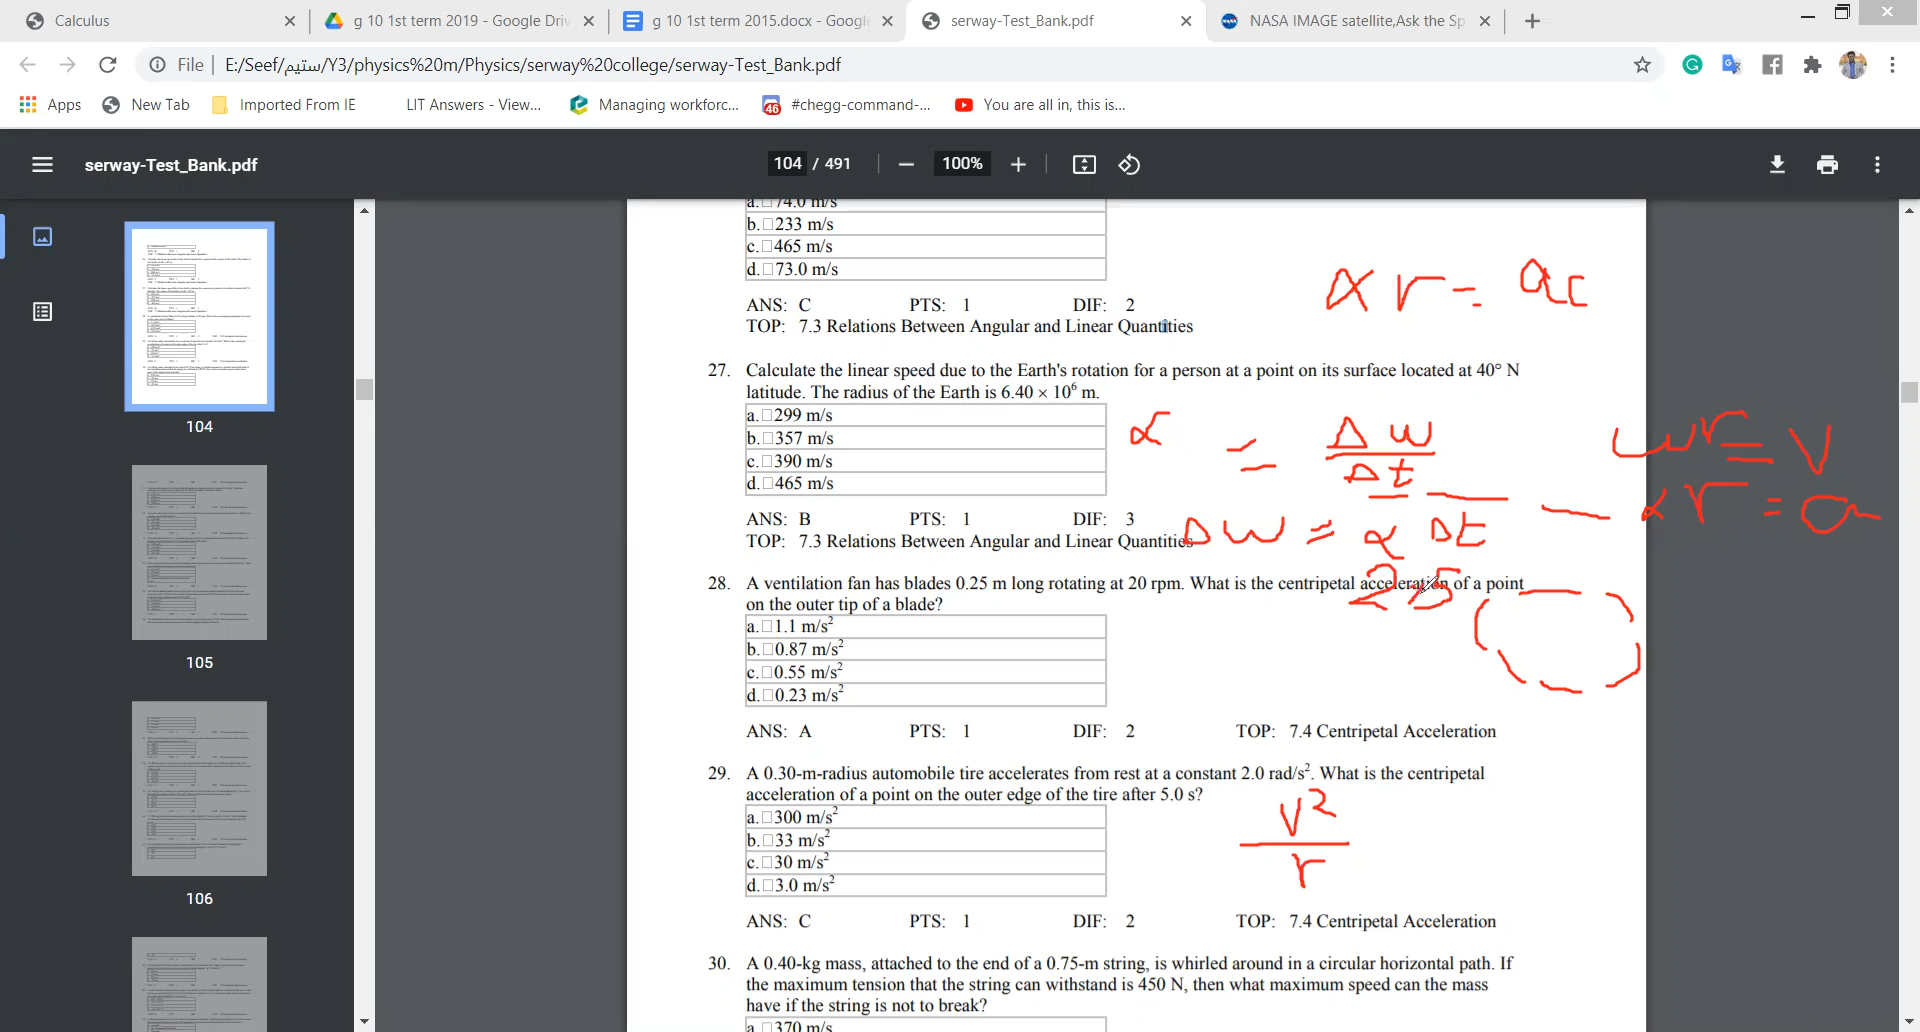 Calculus
g 10 1st term 2019 - Google Driv
g 10 1st term 2015.docx - Google
serway-Test_Bank.pdf
NASA IMAGE satellite,Ask the Sp
File | E:/Seef/ستيم/Y3/physics%20m/Physics/serway%20college/serway-Test_Bank.pdf
Apps New Tab Imported From IE LIT Answers - View... Managing workforc... 46 #chegg-command-... You are all in, this is...
serway-Test_Bank.pdf 104 / 491 100%
a. 74.0 m/s
b. 233 m/s
c. 465 m/s
d. 73.0 m/s
α r = ac
ANS: C PTS: 1 DIF: 2
TOP: 7.3 Relations Between Angular and Linear Quantities
27. Calculate the linear speed due to the Earth's rotation for a person at a point on its surface located at 40° N
latitude. The radius of the Earth is 6.40 × 10⁶ m.
a. 299 m/s
b. 357 m/s
c. 390 m/s
d. 465 m/s
α = Δ w
Δ t
wr = V
α r = a
ANS: B PTS: 1 DIF: 3
TOP: 7.3 Relations Between Angular and Linear Quantities
Δ w = α Δt
2 * 5
28. A ventilation fan has blades 0.25 m long rotating at 20 rpm. What is the centripetal acceleration of a point
on the outer tip of a blade?
a. 1.1 m/s²
b. 0.87 m/s²
c. 0.55 m/s²
d. 0.23 m/s²
ANS: A PTS: 1 DIF: 2 TOP: 7.4 Centripetal Acceleration
29. A 0.30-m-radius automobile tire accelerates from rest at a constant 2.0 rad/s². What is the centripetal
acceleration of a point on the outer edge of the tire after 5.0 s?
a. 300 m/s²
b. 33 m/s²
c. 30 m/s²
d. 3.0 m/s²
v²
r
ANS: C PTS: 1 DIF: 2 TOP: 7.4 Centripetal Acceleration
30. A 0.40-kg mass, attached to the end of a 0.75-m string, is whirled around in a circular horizontal path. If
the maximum tension that the string can withstand is 450 N, then what maximum speed can the mass
have if the string is not to break?
a. 370 m/s
104
105
106